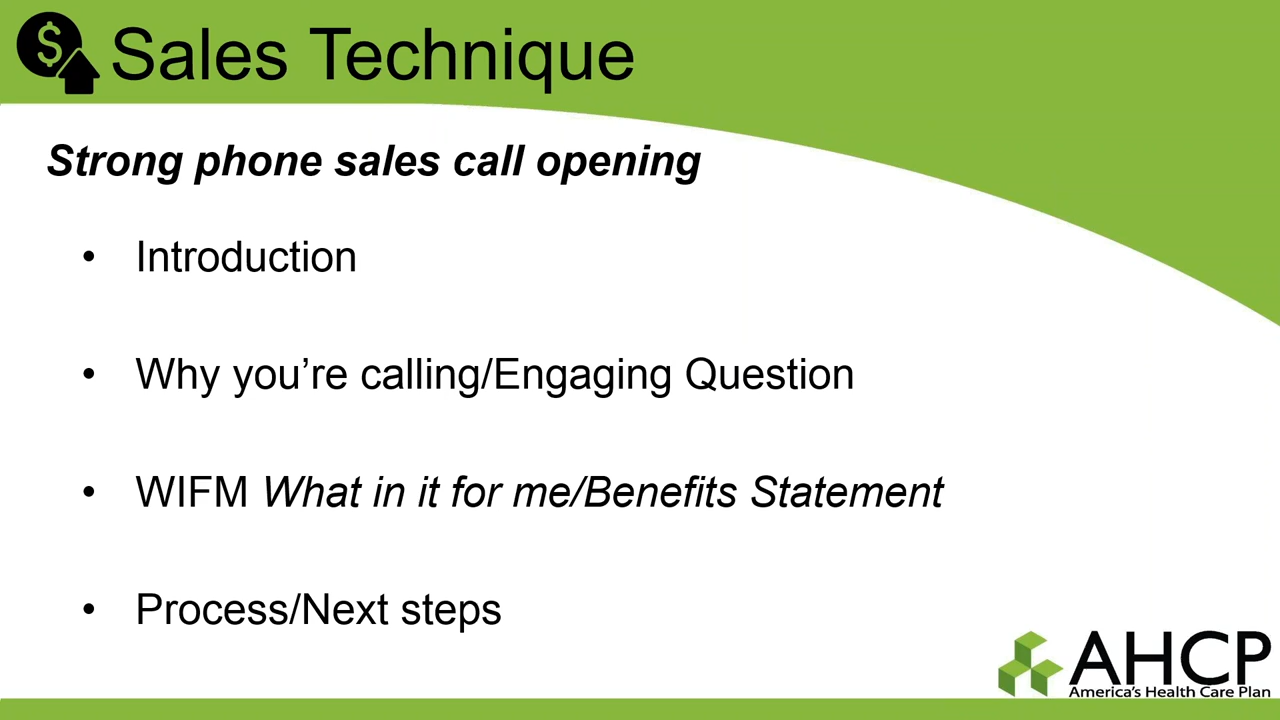 $
Sales Technique
Strong phone sales call opening
• Introduction
• Why you’re calling/Engaging Question
• WIFM What in it for me/Benefits Statement
• Process/Next steps
AHCP
America's Health Care Plan